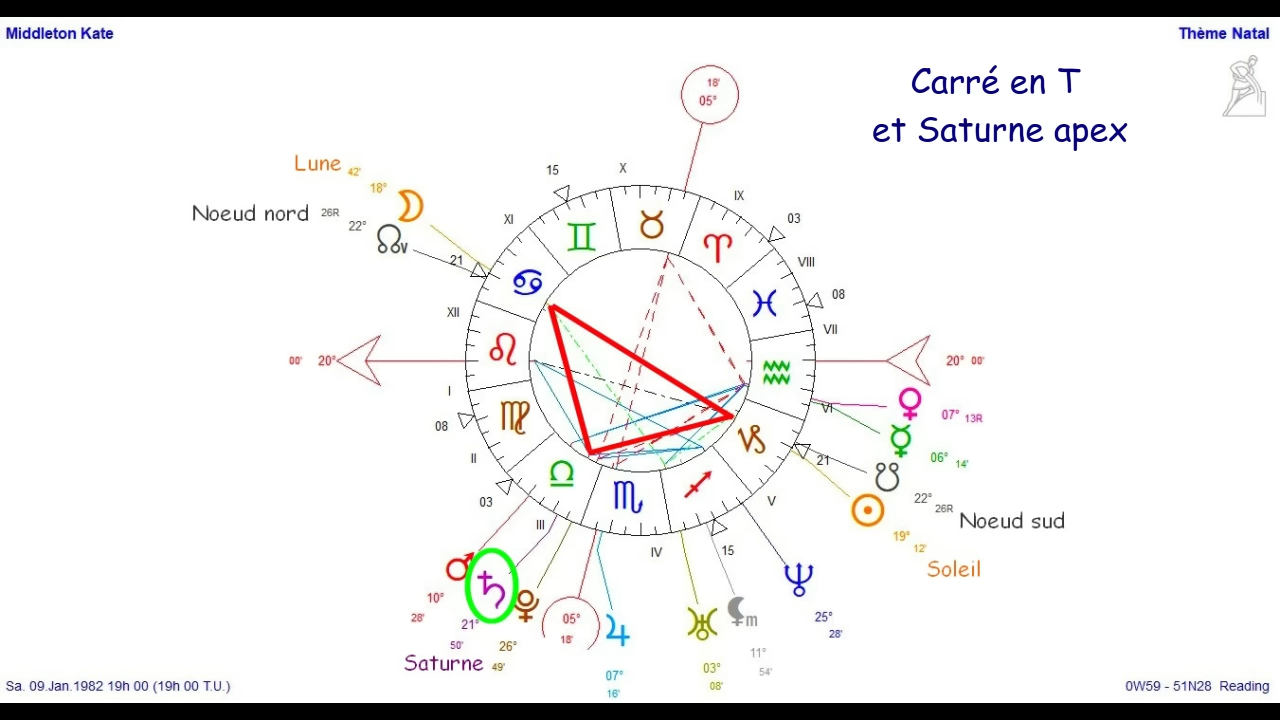 Middleton Kate
Thème Natal
Carré en T
et Saturne apex
18'
05°
15
X
IX
03
VIII
08
VII
Lune 42'
18°
Noeud nord 26R
22°
XI
21
XII
00' 20°
20° 00'
I
08
II
03
III
IV
15
V
21
VI
07° 13R
06° 14'
22°
26R
Noeud sud
19°
12'
Soleil
10°
28'
21°
50'
Saturne
26°
49'
05°
18'
07°
16'
03°
08'
m
11°
54'
25°
28'
Sa. 09.Jan.1982 19h 00 (19h 00 T.U.)
0W59 - 51N28 Reading